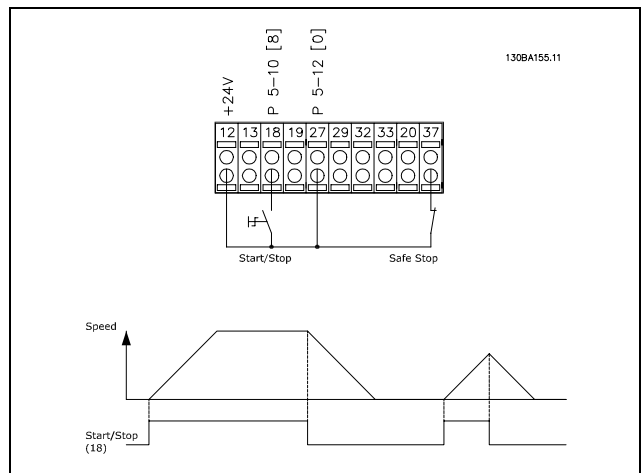 130BA155.11
+24V
P 5-10 [8]
P 5-12 [0]
12 13 18 19 27 29 32 33 20 37
Start/Stop
Safe Stop
Speed
Start/Stop
(18)